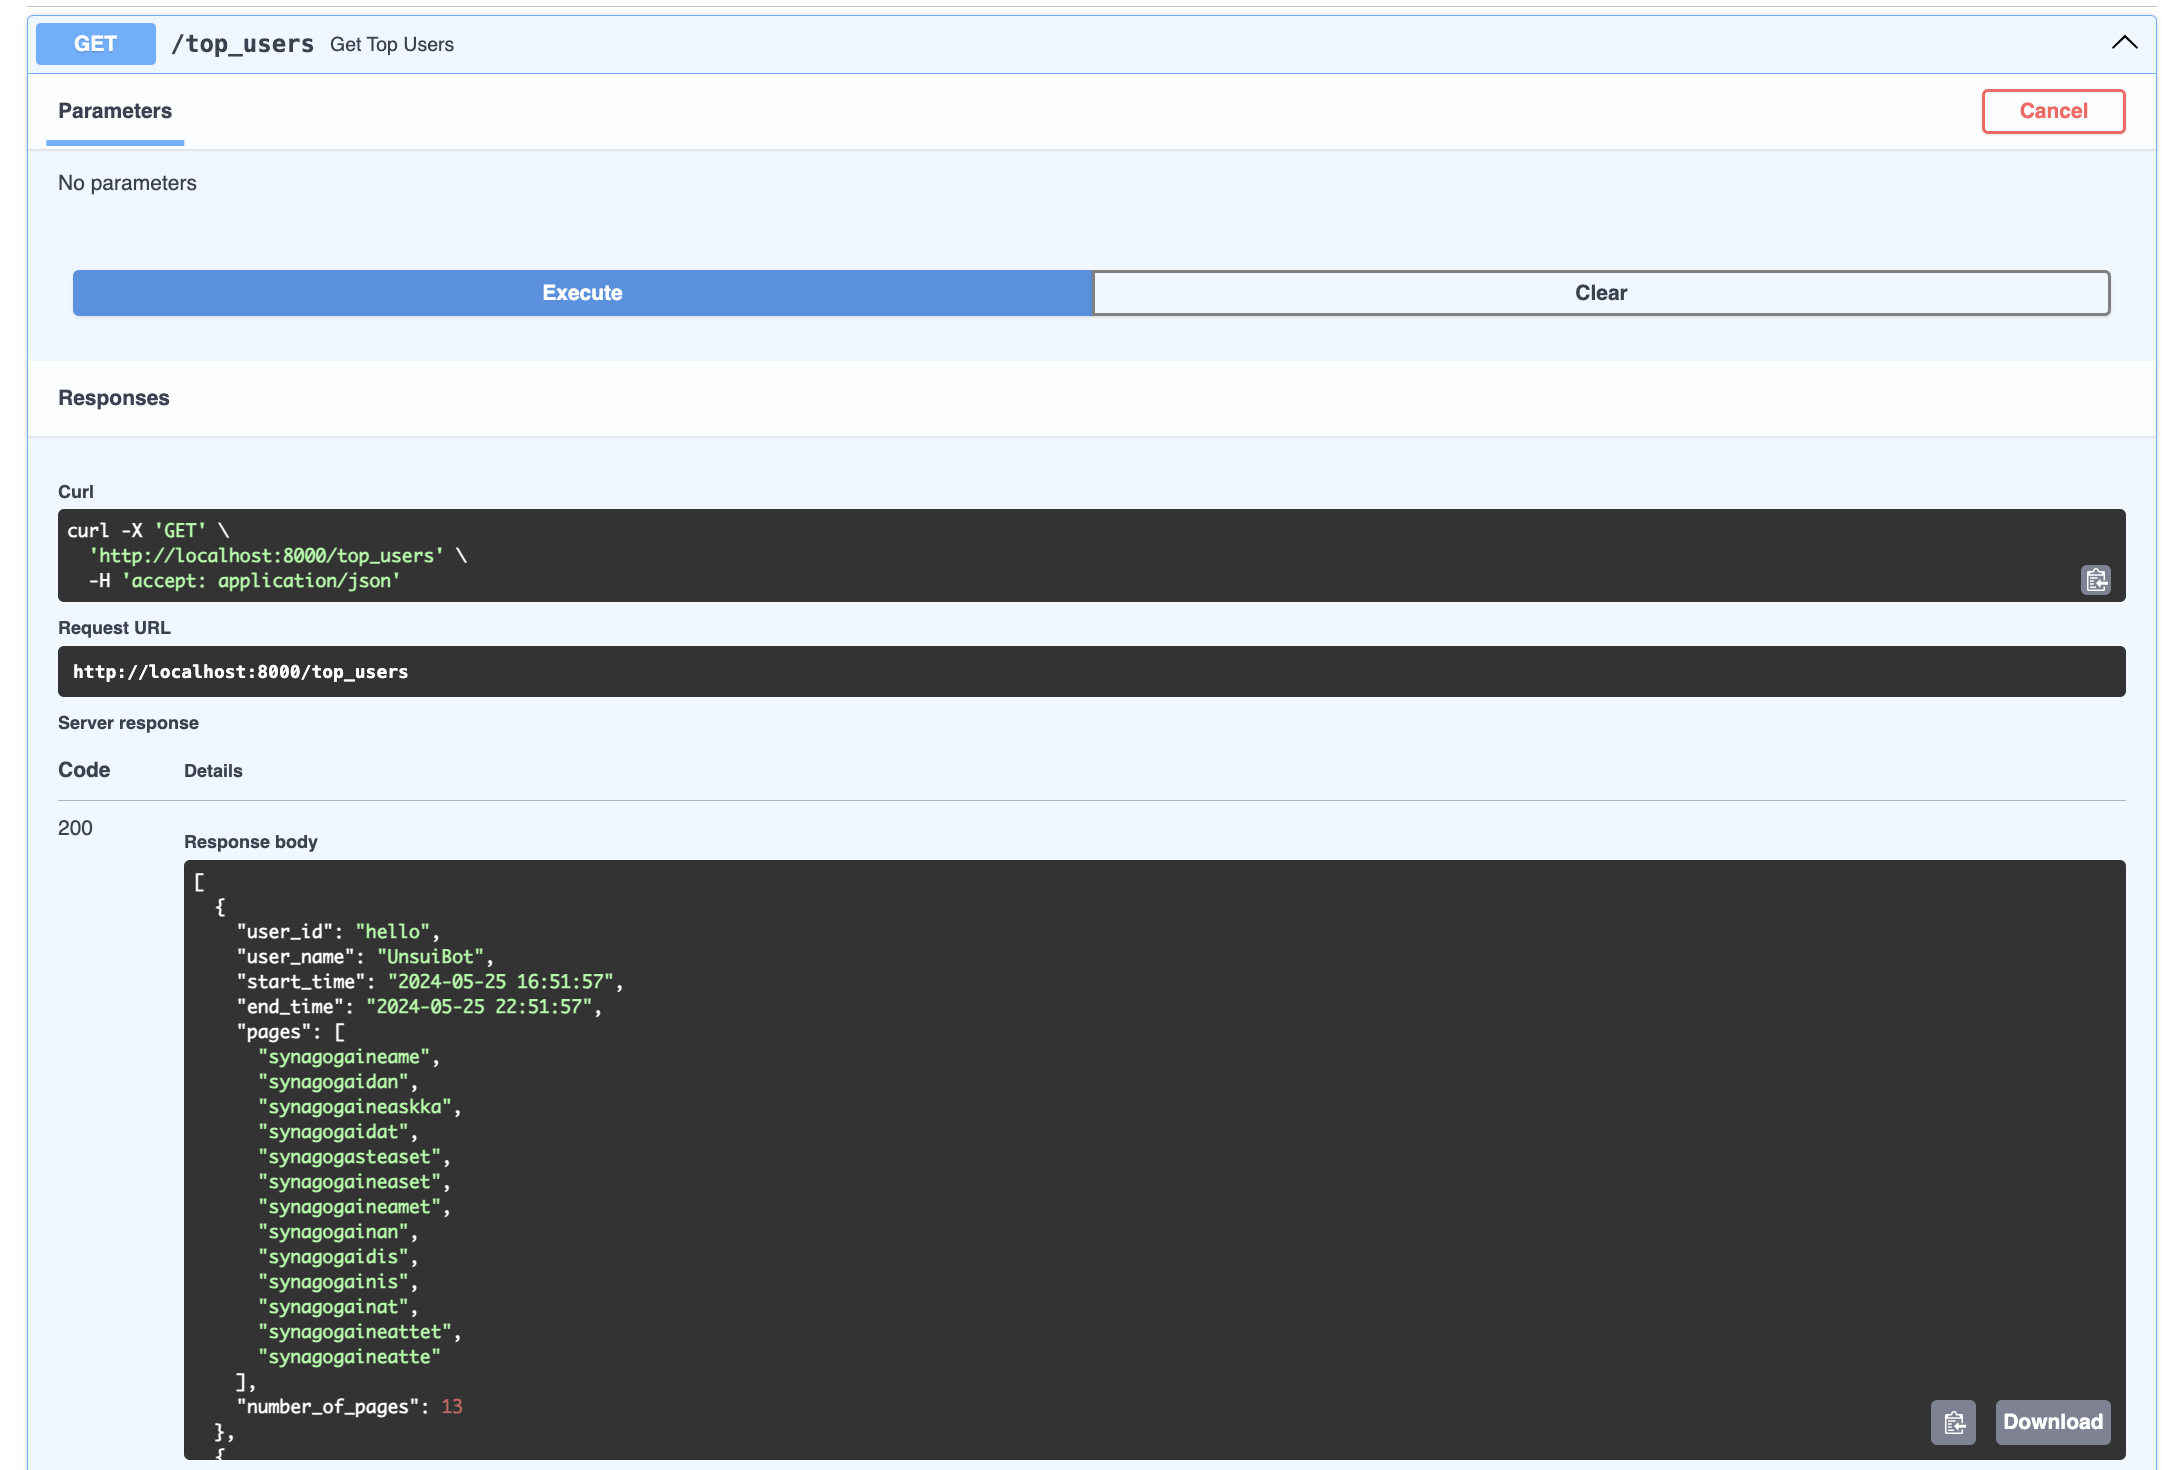 GET /top_users Get Top Users
Parameters
Cancel
No parameters
Execute
Clear
Responses
Curl
curl -X 'GET' \
  'http://localhost:8000/top_users' \
  -H 'accept: application/json'
Request URL
http://localhost:8000/top_users
Server response
Code Details
200
Response body
[
  {
    "user_id": "hello",
    "user_name": "UnsuiBot",
    "start_time": "2024-05-25 16:51:57",
    "end_time": "2024-05-25 22:51:57",
    "pages": [
      "synagogaineame",
      "synagogaidan",
      "synagogaineaskka",
      "synagogaidat",
      "synagogasteaset",
      "synagogaineaset",
      "synagogaineamet",
      "synagogainan",
      "synagogaidis",
      "synagogainis",
      "synagogainat",
      "synagogaineattet",
      "synagogaineatte"
    ],
    "number_of_pages": 13
  },
  {
Download